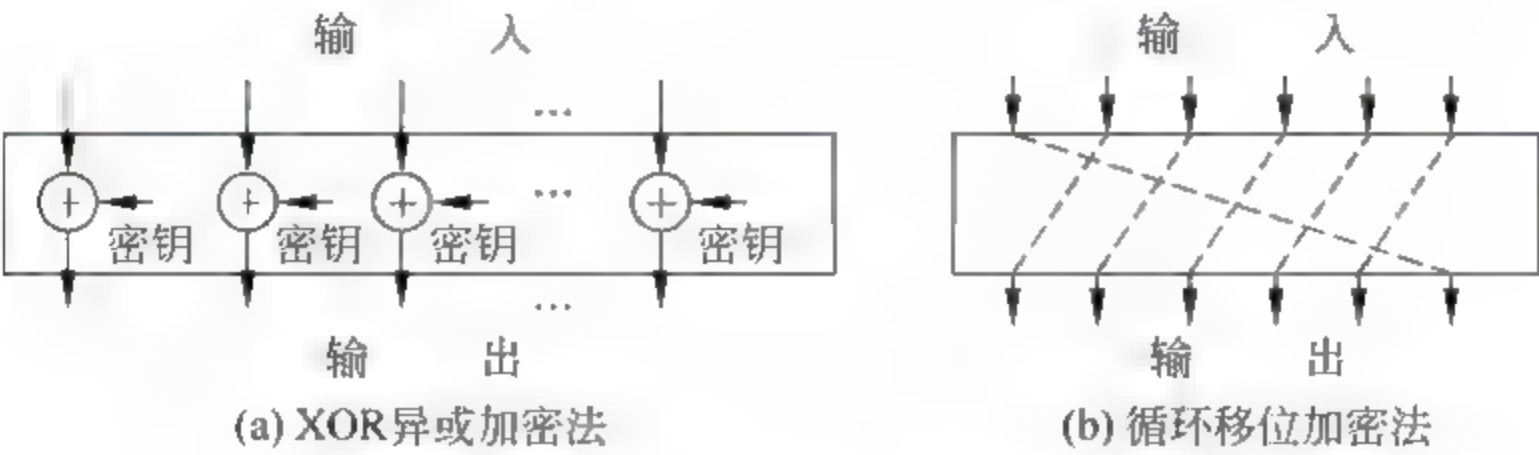 输 入
…
…
密钥 密钥 密钥 密钥
…
输 出
(a) XOR异或加密法
输 入
输 出
(b) 循环移位加密法